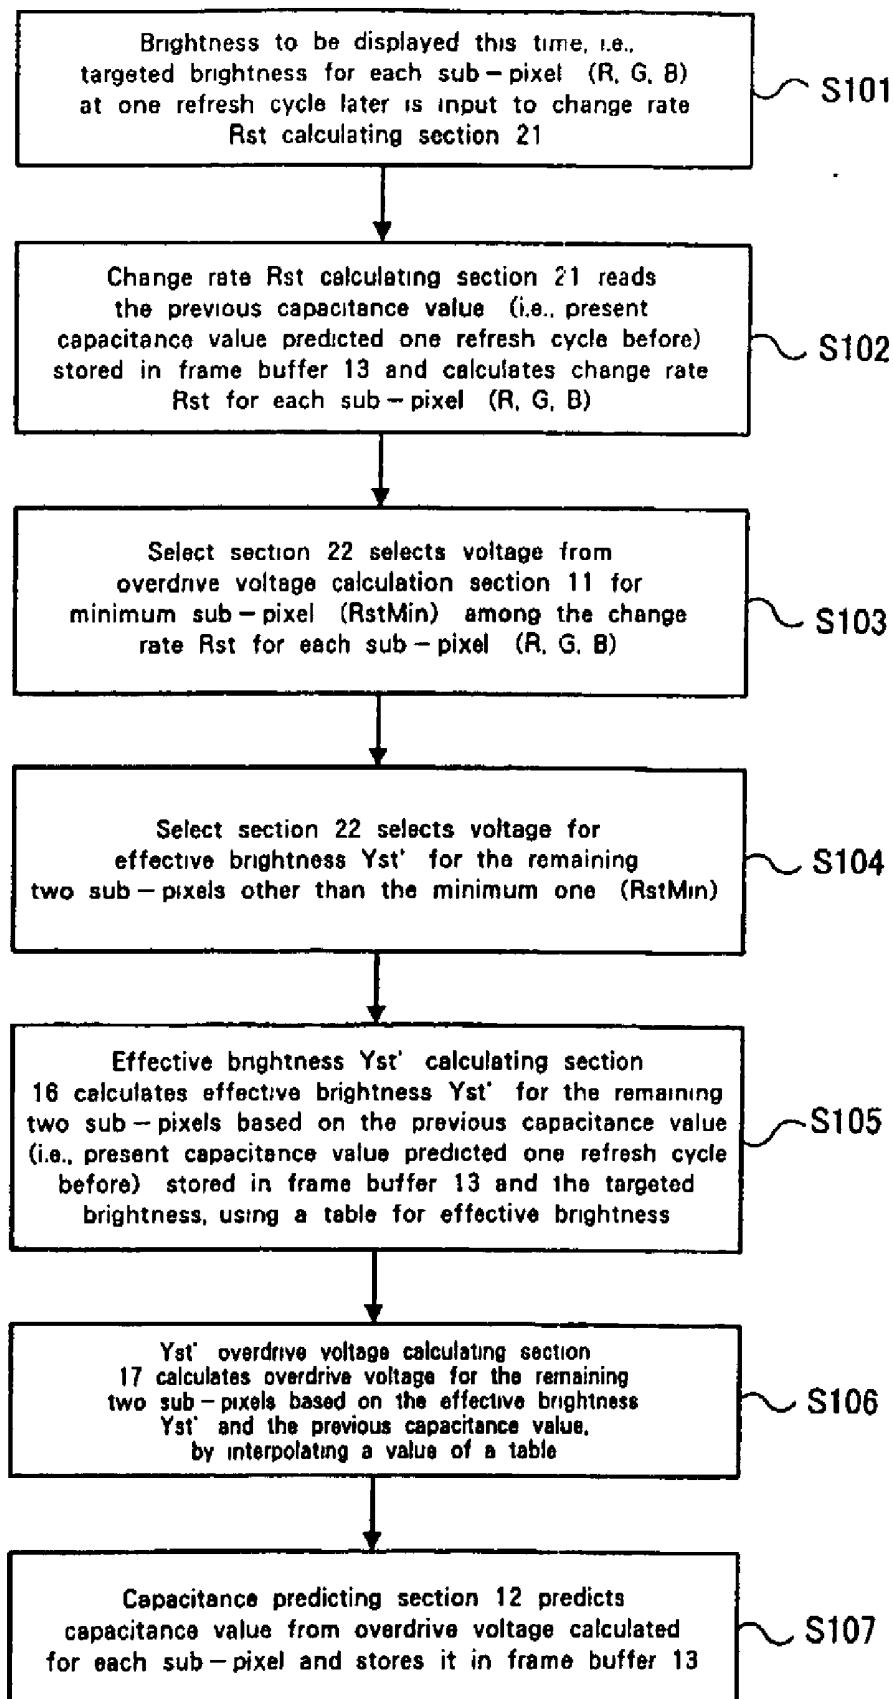 Brightness to be displayed this time, i.e.,
targeted brightness for each sub-pixel (R, G, B)
at one refresh cycle later is input to change rate
Rst calculating section 21
S101
Change rate Rst calculating section 21 reads
the previous capacitance value (i.e., present
capacitance value predicted one refresh cycle before)
stored in frame buffer 13 and calculates change rate
Rst for each sub-pixel (R, G, B)
S102
Select section 22 selects voltage from
overdrive voltage calculation section 11 for
minimum sub-pixel (RstMin) among the change
rate Rst for each sub-pixel (R, G, B)
S103
Select section 22 selects voltage for
effective brightness Yst' for the remaining
two sub-pixels other than the minimum one (RstMin)
S104
Effective brightness Yst' calculating section
16 calculates effective brightness Yst' for the remaining
two sub-pixels based on the previous capacitance value
(i.e., present capacitance value predicted one refresh cycle
before) stored in frame buffer 13 and the targeted
brightness, using a table for effective brightness
S105
Yst' overdrive voltage calculating section
17 calculates overdrive voltage for the remaining
two sub-pixels based on the effective brightness
Yst' and the previous capacitance value,
by interpolating a value of a table
S106
Capacitance predicting section 12 predicts
capacitance value from overdrive voltage calculated
for each sub-pixel and stores it in frame buffer 13
S107